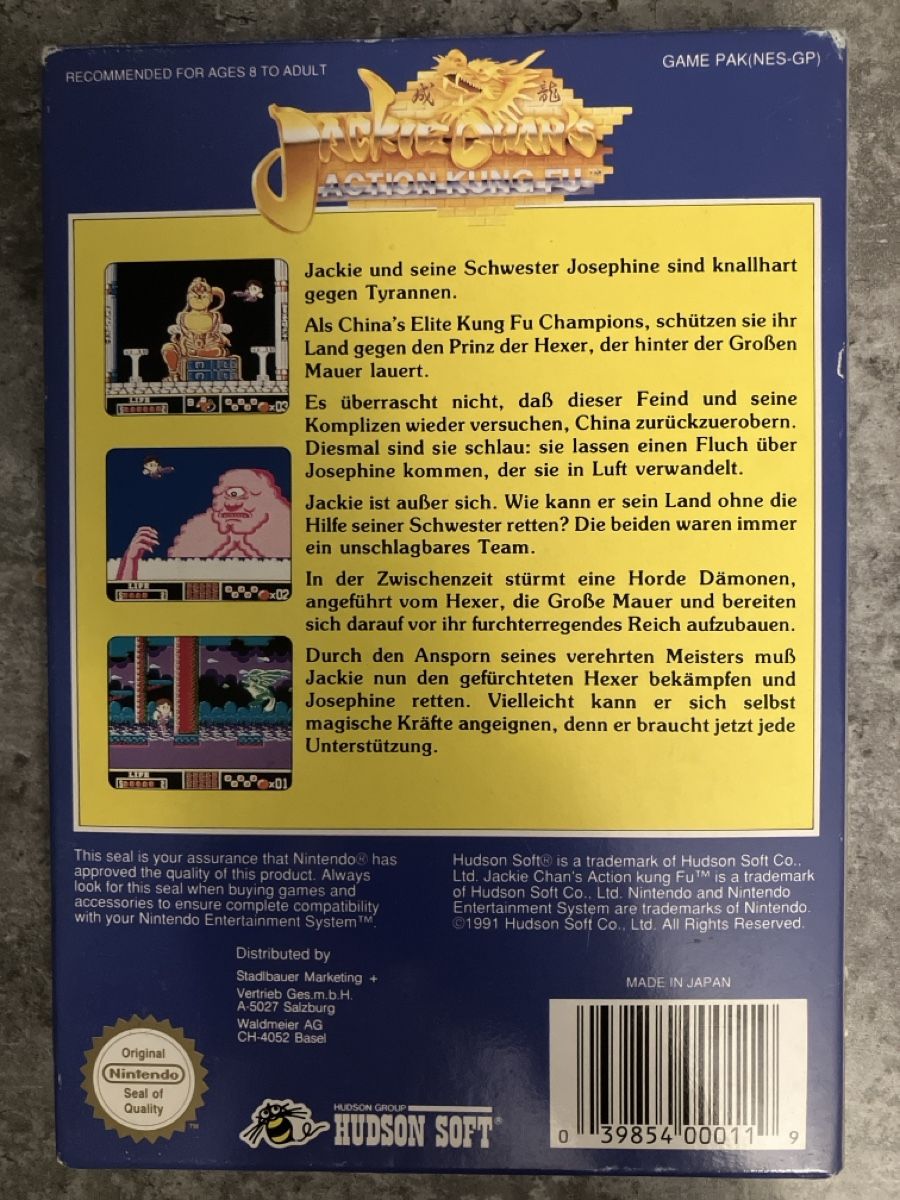 RECOMMENDED FOR AGES 8 TO ADULT
GAME PAK(NES-GP)
成 龍
JACKIE CHAN'S
ACTION KUNG FU™
Jackie und seine Schwester Josephine sind knallhart
gegen Tyrannen.
Als China's Elite Kung Fu Champions, schützen sie ihr
Land gegen den Prinz der Hexer, der hinter der Großen
Mauer lauert.
Es überrascht nicht, daß dieser Feind und seine
Komplizen wieder versuchen, China zurückzuerobern.
Diesmal sind sie schlau: sie lassen einen Fluch über
Josephine kommen, der sie in Luft verwandelt.
Jackie ist außer sich. Wie kann er sein Land ohne die
Hilfe seiner Schwester retten? Die beiden waren immer
ein unschlagbares Team.
In der Zwischenzeit stürmt eine Horde Dämonen,
angeführt vom Hexer, die Große Mauer und bereiten
sich darauf vor ihr furchterregendes Reich aufzubauen.
Durch den Ansporn seines verehrten Meisters muß
Jackie nun den gefürchteten Hexer bekämpfen und
Josephine retten. Vielleicht kann er sich selbst
magische Kräfte angeignen, denn er braucht jetzt jede
Unterstützung.
LIFE
x03
LIFE
x02
LIFE
x01
This seal is your assurance that Nintendo® has
approved the quality of this product. Always
look for this seal when buying games and
accessories to ensure complete compatibility
with your Nintendo Entertainment System™.
Hudson Soft® is a trademark of Hudson Soft Co.,
Ltd. Jackie Chan's Action kung Fu™ is a trademark
of Hudson Soft Co., Ltd. Nintendo and Nintendo
Entertainment System are trademarks of Nintendo.
©1991 Hudson Soft Co., Ltd. All Rights Reserved.
Distributed by
Stadlbauer Marketing +
Vertrieb Ges.m.b.H.
A-5027 Salzburg
Waldmeier AG
CH-4052 Basel
MADE IN JAPAN
Original
Nintendo
Seal of
Quality
™
HUDSON GROUP
HUDSON SOFT®
0 39854 00011 9